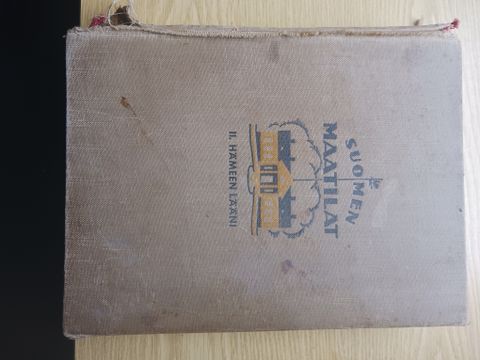 SUOMEN
MAATILAT
II. HÄMEEN LÄÄNI